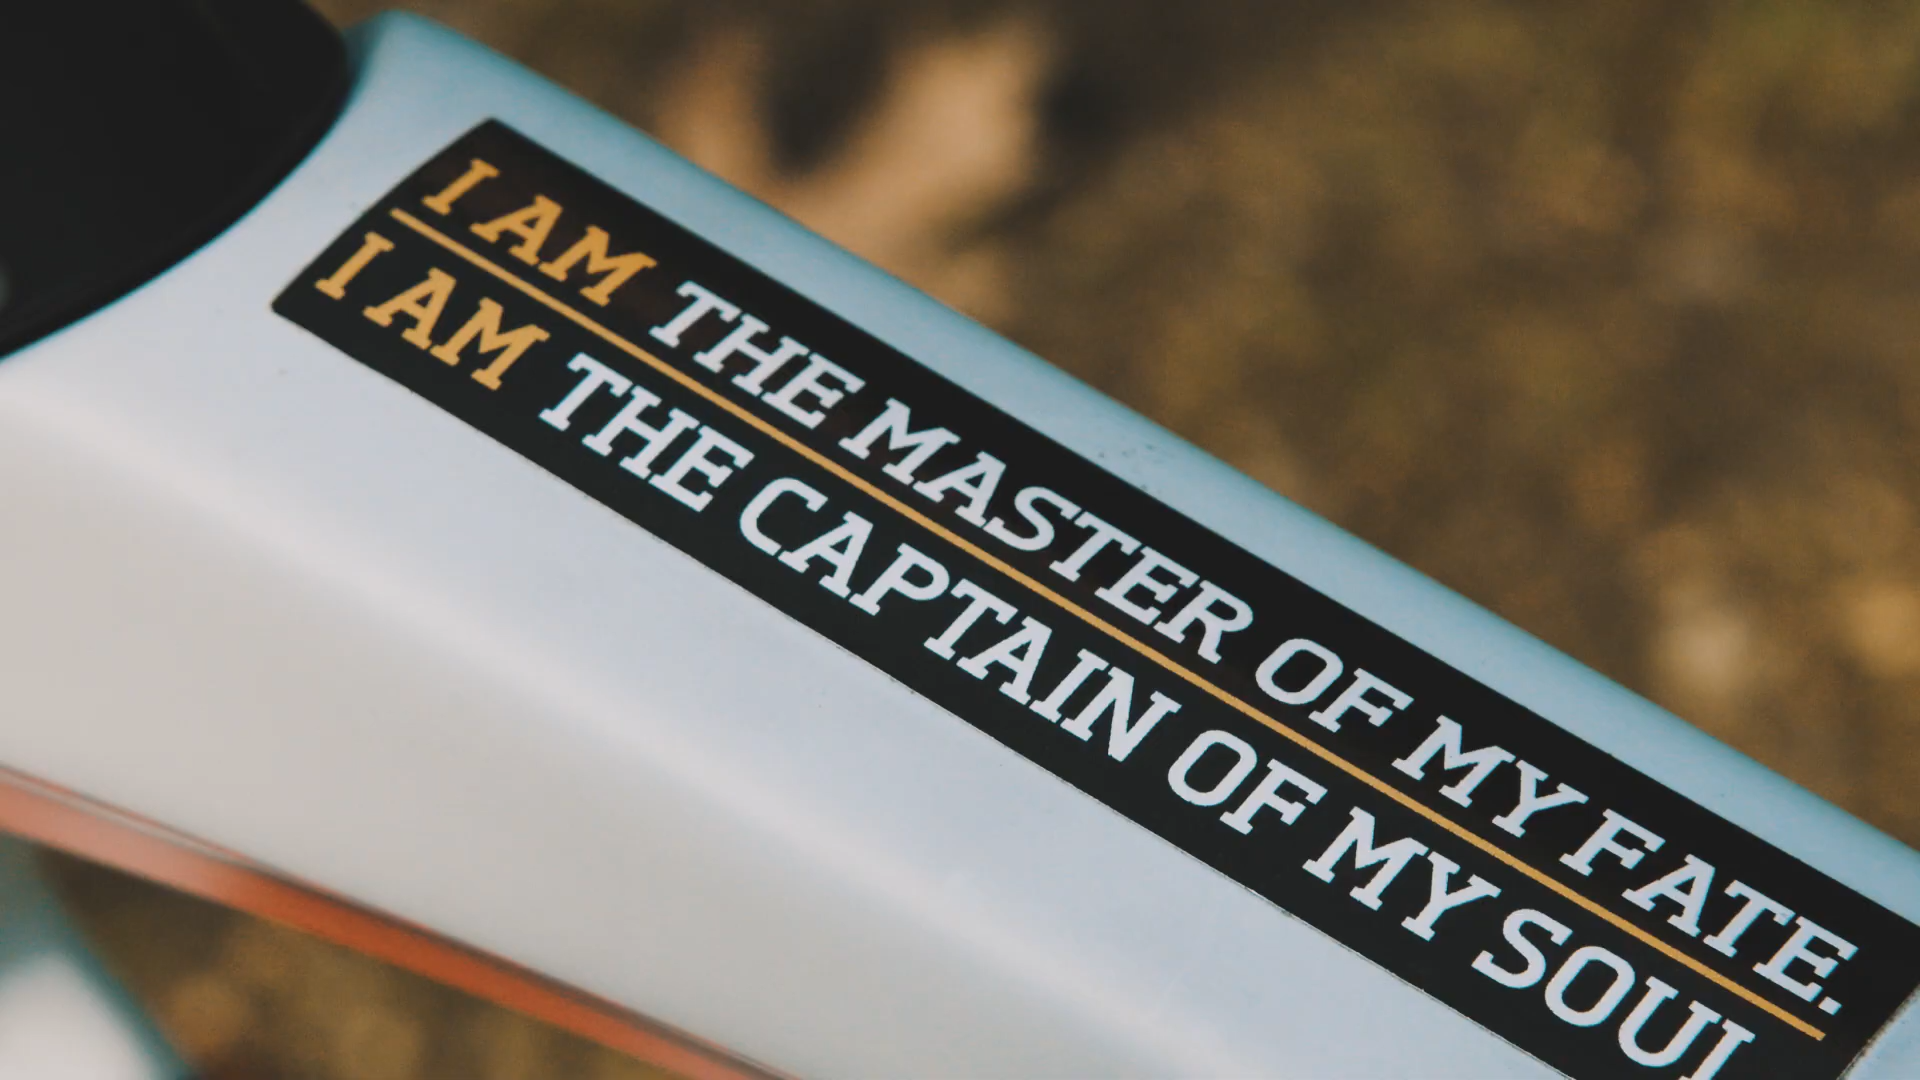 I AM THE MASTER OF MY FATE.
I AM THE CAPTAIN OF MY SOUL